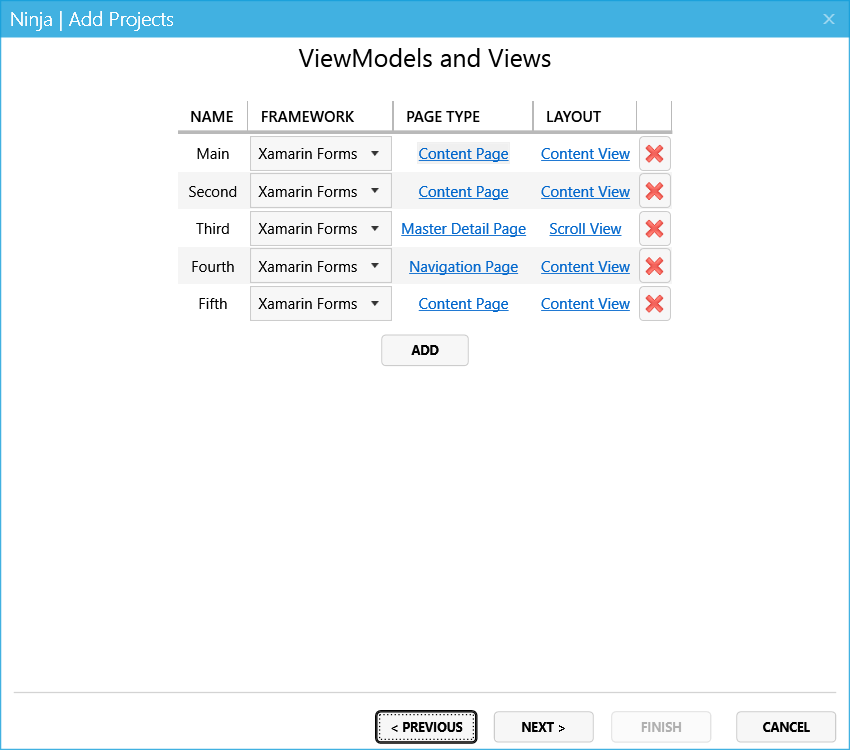 Ninja | Add Projects
ViewModels and Views
NAME FRAMEWORK PAGE TYPE LAYOUT
Main Xamarin Forms Content Page Content View
Second Xamarin Forms Content Page Content View
Third Xamarin Forms Master Detail Page Scroll View
Fourth Xamarin Forms Navigation Page Content View
Fifth Xamarin Forms Content Page Content View
ADD
< PREVIOUS NEXT > FINISH CANCEL